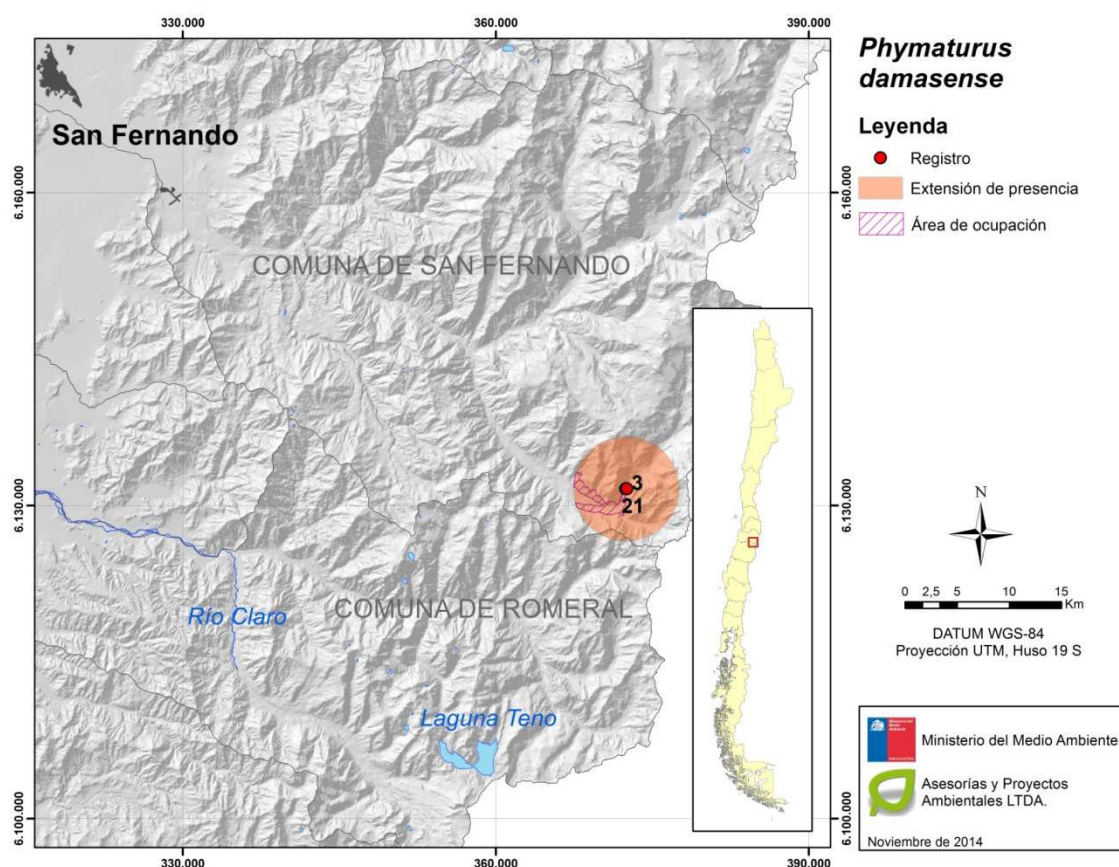 330.000
360.000
390.000
6.160.000
6.160.000
6.130.000
6.130.000
6.100.000
6.100.000
San Fernando
COMUNA DE SAN FERNANDO
3
21
Río Claro
COMUNA DE ROMERAL
Laguna Teno
330.000
360.000
390.000
Phymaturus
damasense
Leyenda
Registro
Extensión de presencia
Área de ocupación
N
0 2,5 5 10 15
Km
DATUM WGS-84
Proyección UTM, Huso 19 S
Ministerio del Medio Ambiente
Asesorías y Proyectos
Ambientales LTDA.
Noviembre de 2014